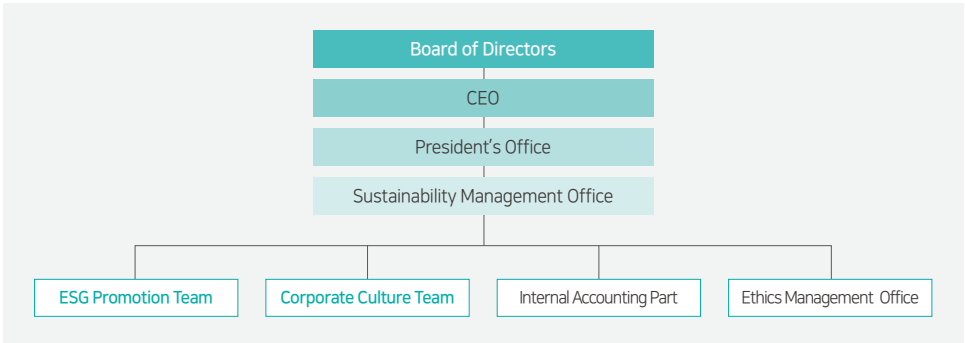 Board of Directors
CEO
President's Office
Sustainability Management Office
ESG Promotion Team
Corporate Culture Team
Internal Accounting Part
Ethics Management Office